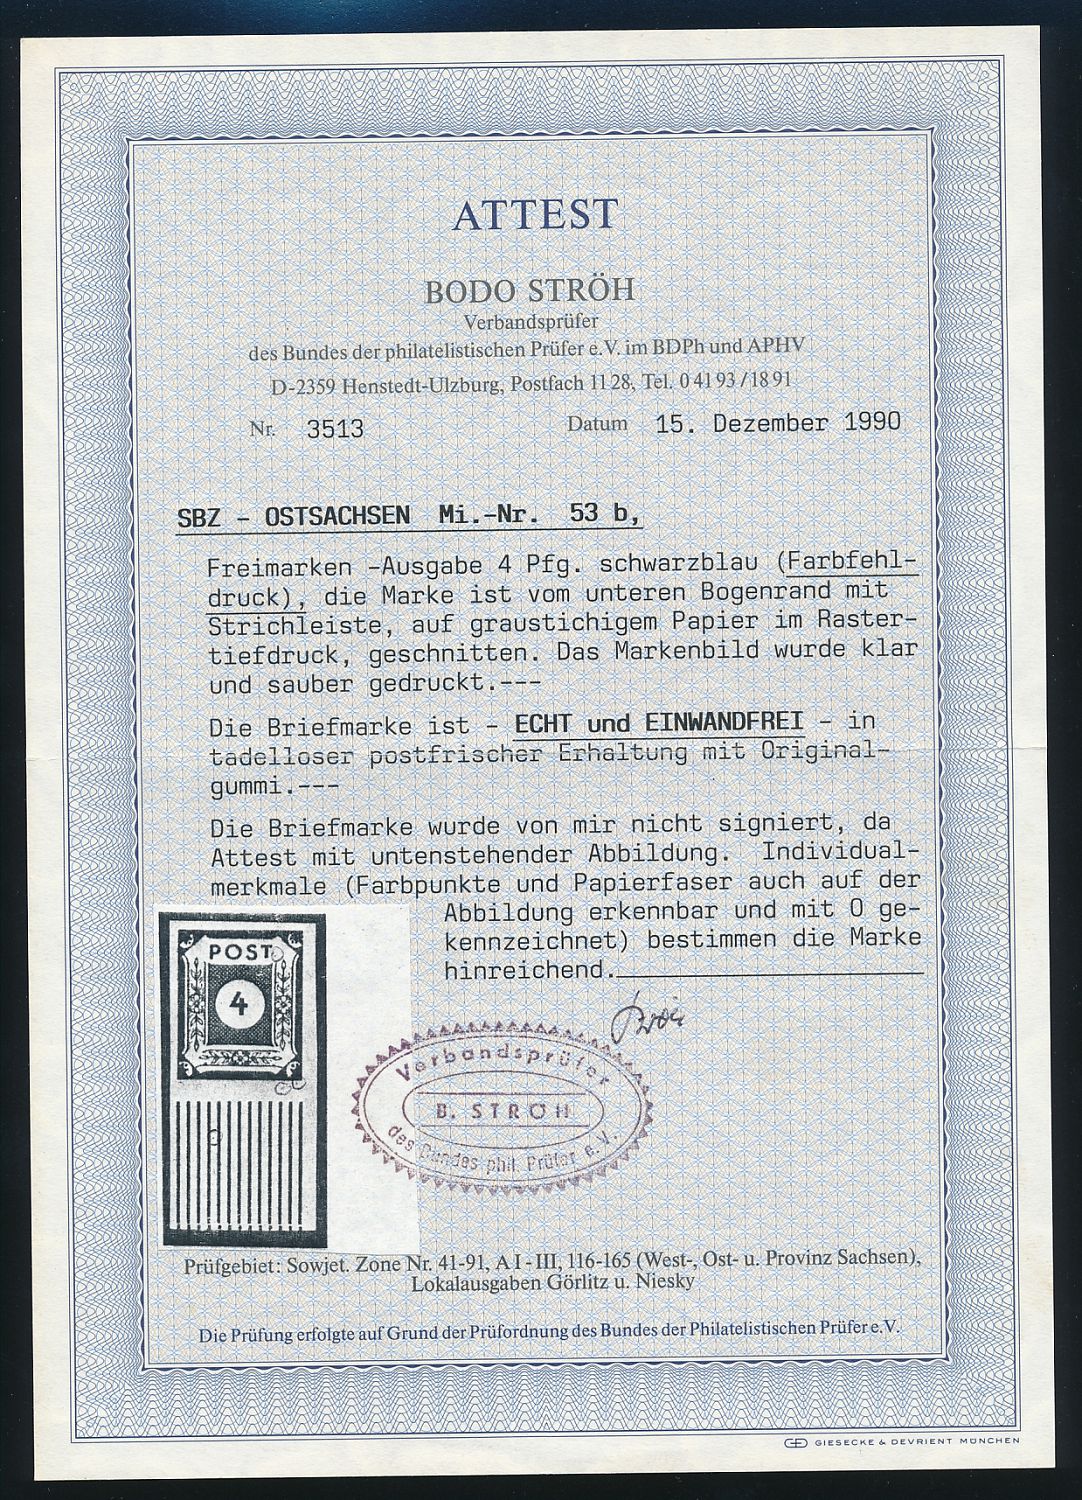 ATTEST
BODO STRÖH
Verbandsprüfer
des Bundes der philatelistischen Prüfer e.V. im BDPh und APHV
D-2359 Henstedt-Ulzburg, Postfach 11 28, Tel. 0 41 93 / 18 91
Nr. 3513 Datum 15. Dezember 1990
SBZ - OSTSACHSEN Mi.-Nr. 53 b,
Freimarken -Ausgabe 4 Pfg. schwarzblau (Farbfehl-
druck), die Marke ist vom unteren Bogenrand mit
Strichleiste, auf graustichigem Papier im Raster-
tiefdruck, geschnitten. Das Markenbild wurde klar
und sauber gedruckt.---
Die Briefmarke ist - ECHT und EINWANDFREI - in
tadelloser postfrischer Erhaltung mit Original-
gummi.---
Die Briefmarke wurde von mir nicht signiert, da
Attest mit untenstehender Abbildung. Individual-
merkmale (Farbpunkte und Papierfaser auch auf der
Abbildung erkennbar und mit O ge-
kennzeichnet) bestimmen die Marke
hinreichend.
POST
4
Verbandsprüfer
B. STRÖH
des Bundes phil. Prüfer e.V.
Prüfgebiet: Sowjet. Zone Nr. 41-91, A I - III, 116-165 (West-, Ost- u. Provinz Sachsen),
Lokalausgaben Görlitz u. Niesky
Die Prüfung erfolgte auf Grund der Prüfordnung des Bundes der Philatelistischen Prüfer e.V.
GIESECKE & DEVRIENT MÜNCHEN